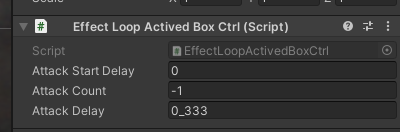 Effect Loop Actived Box Ctrl (Script)
Script EffectLoopActivedBoxCtrl
Attack Start Delay 0
Attack Count -1
Attack Delay 0_333